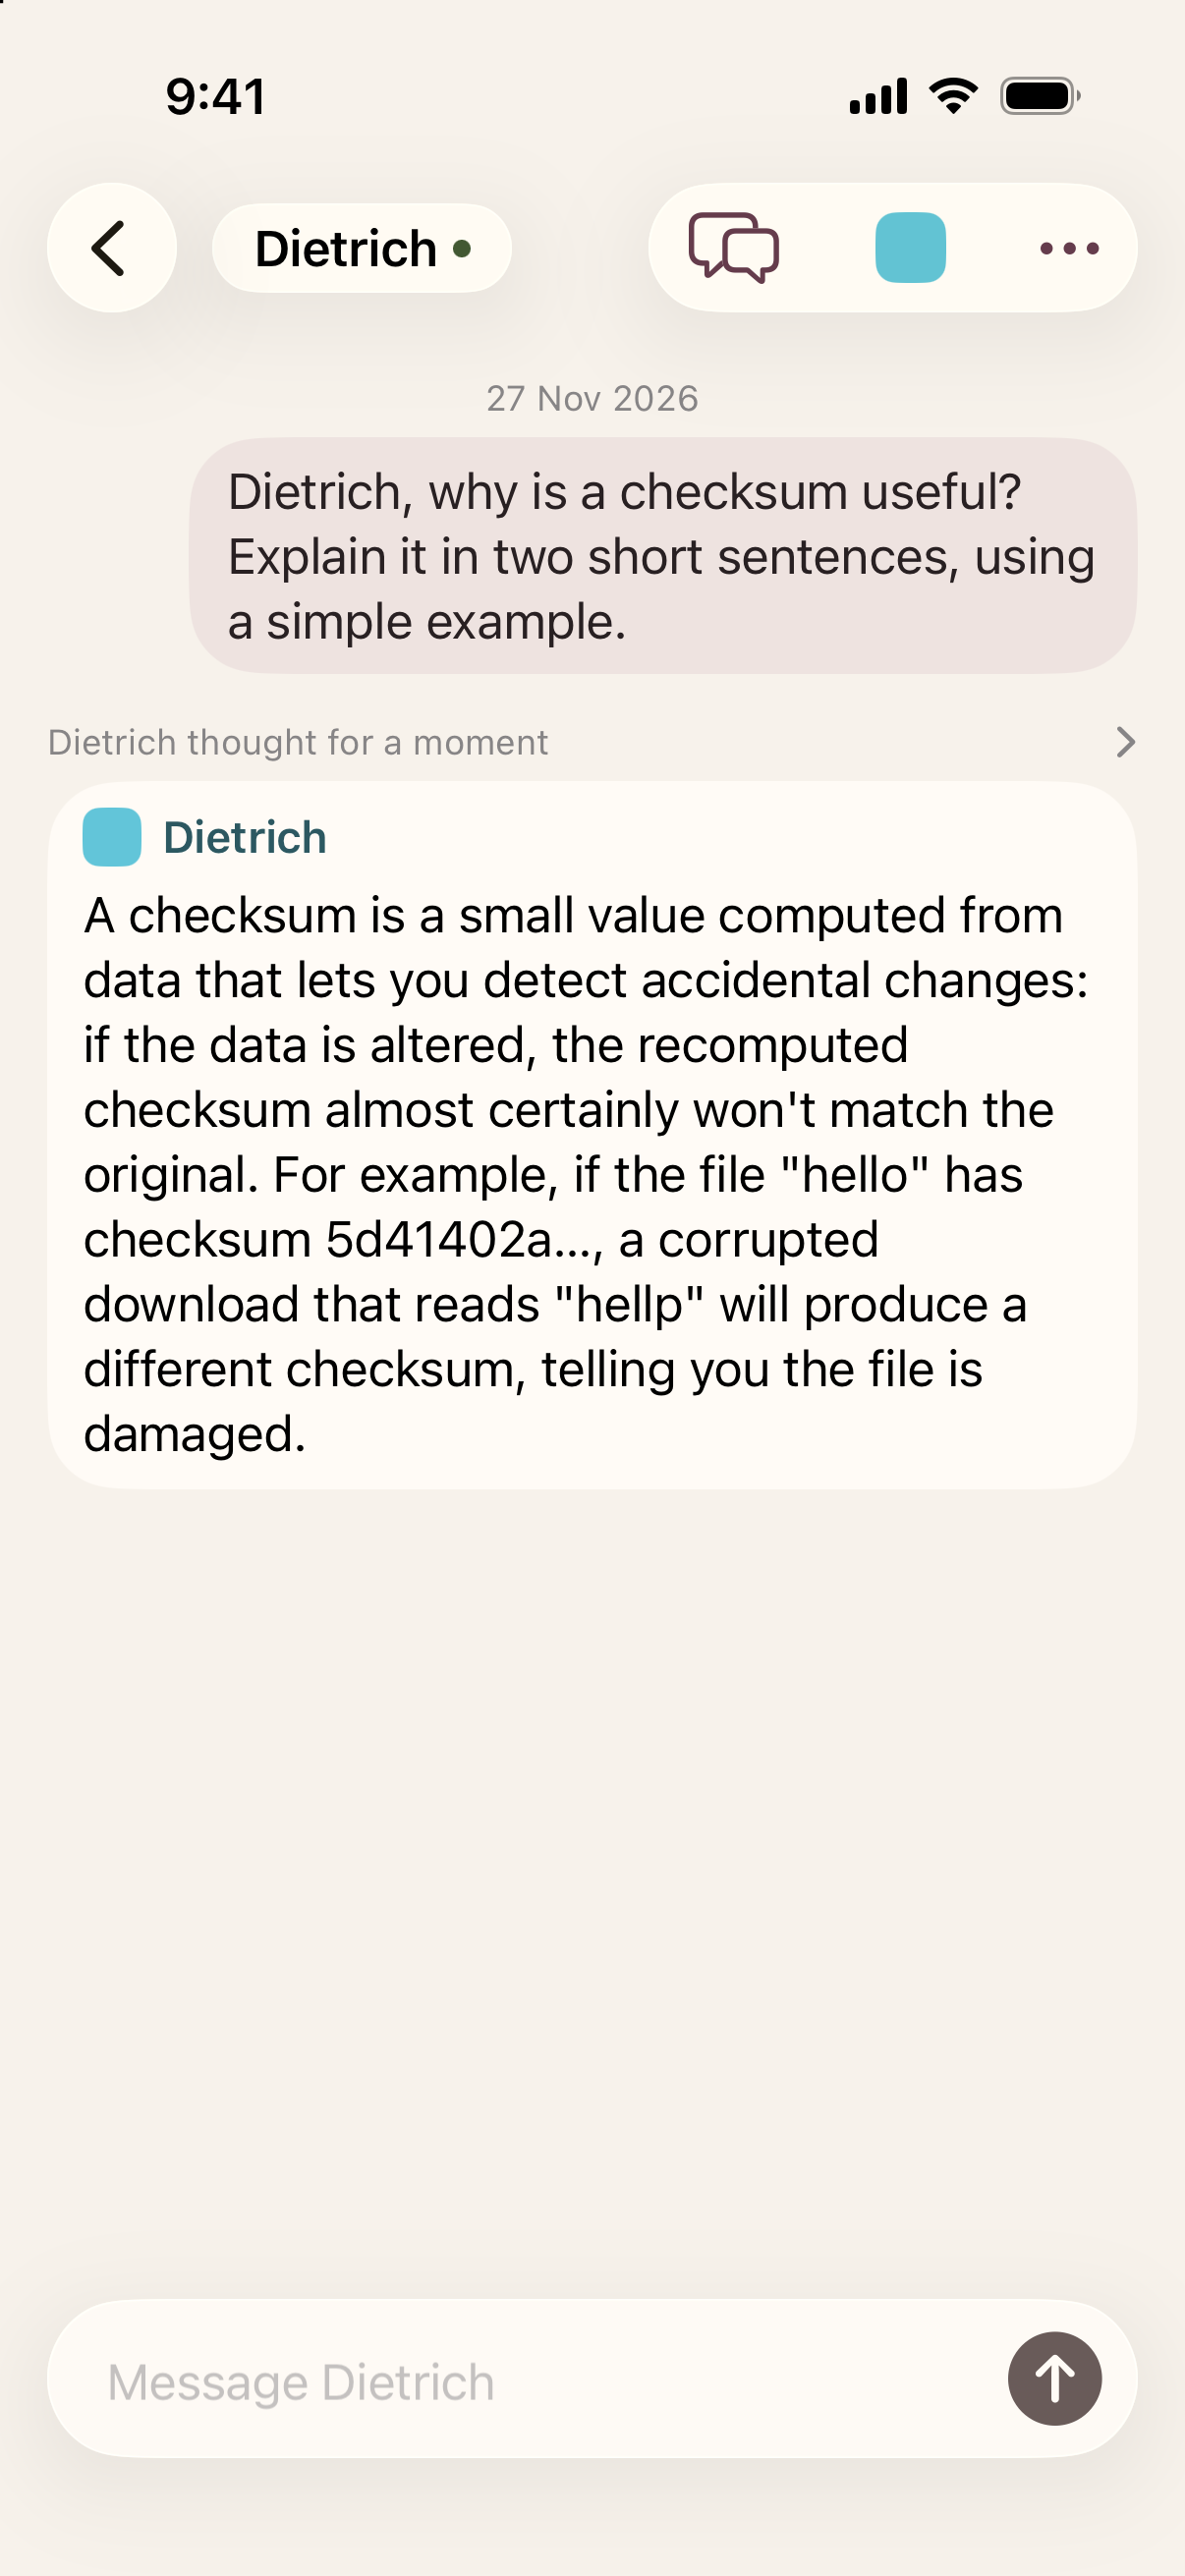 9:41
Dietrich
27 Nov 2026
Dietrich, why is a checksum useful?
Explain it in two short sentences, using
a simple example.
Dietrich thought for a moment
Dietrich
A checksum is a small value computed from
data that lets you detect accidental changes:
if the data is altered, the recomputed
checksum almost certainly won't match the
original. For example, if the file "hello" has
checksum 5d41402a..., a corrupted
download that reads "hellp" will produce a
different checksum, telling you the file is
damaged.
Message Dietrich